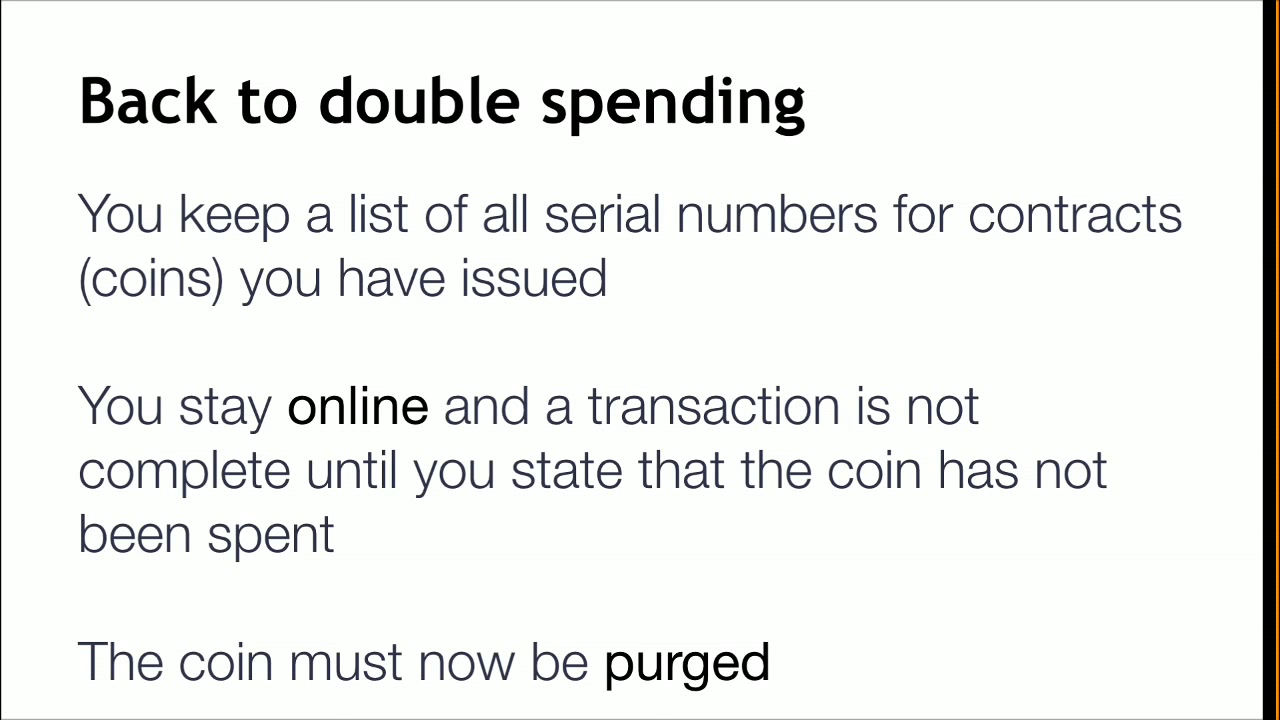 Back to double spending
You keep a list of all serial numbers for contracts
(coins) you have issued
You stay online and a transaction is not
complete until you state that the coin has not
been spent
The coin must now be purged